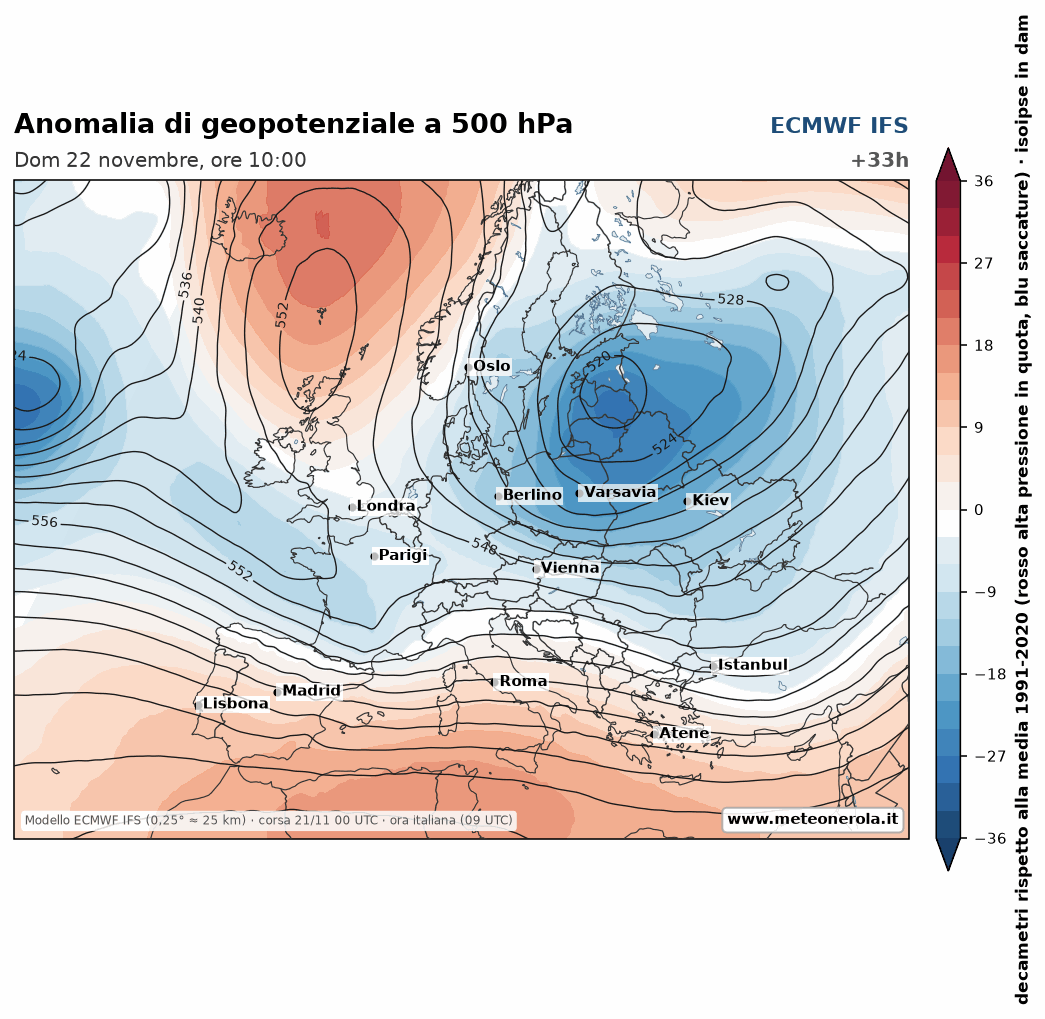 Anomalia di geopotenziale a 500 hPa
ECMWF IFS
Dom 22 novembre, ore 10:00
+33h
536
540
552
24
528
520
524
556
552
548
Oslo
Berlino
Varsavia
Kiev
Londra
Parigi
Vienna
Istanbul
Roma
Madrid
Lisbona
Atene
Modello ECMWF IFS (0,25° ≈ 25 km) · corsa 21/11 00 UTC · ora italiana (09 UTC)
www.meteonerola.it
36
27
18
9
0
−9
−18
−27
−36
decametri rispetto alla media 1991-2020 (rosso alta pressione in quota, blu saccature) · isoipse in dam